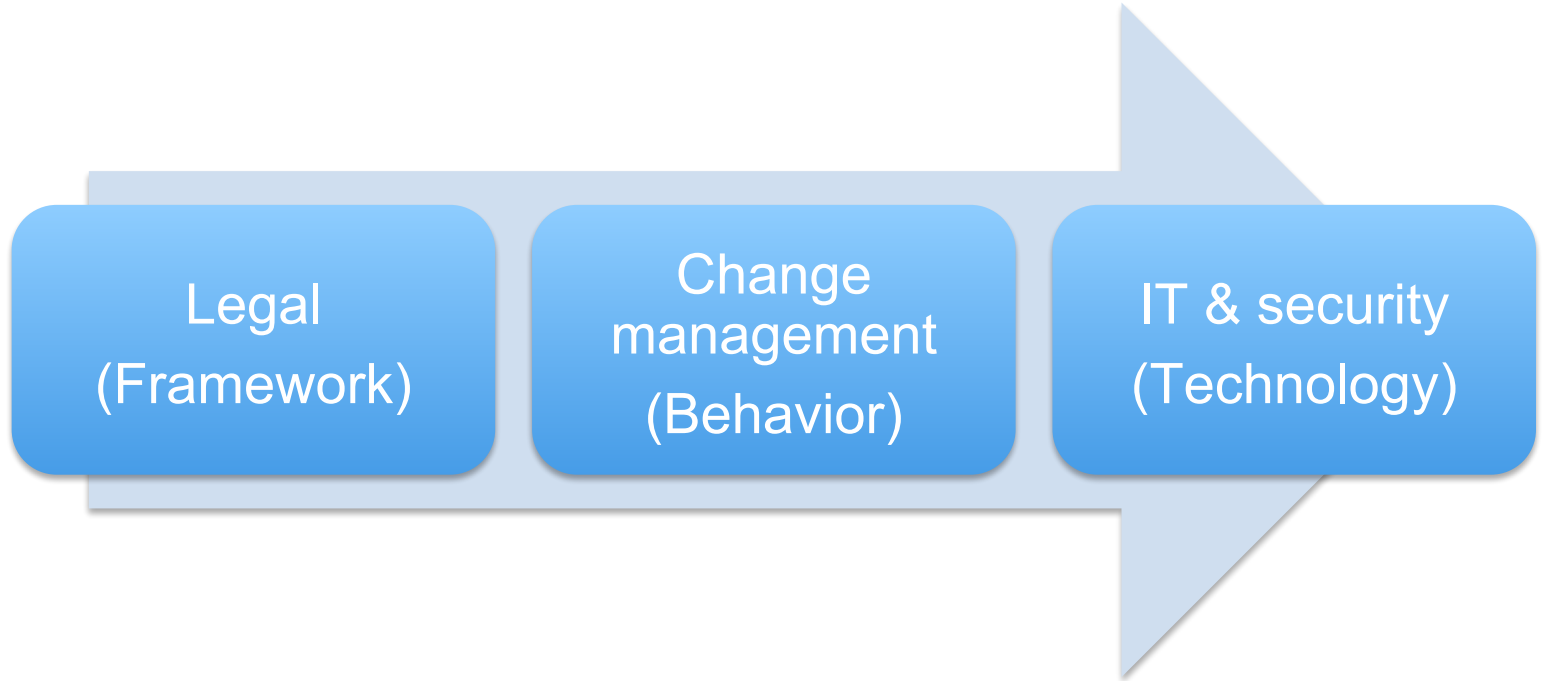 Legal
(Framework)
Change
management
(Behavior)
IT & security
(Technology)